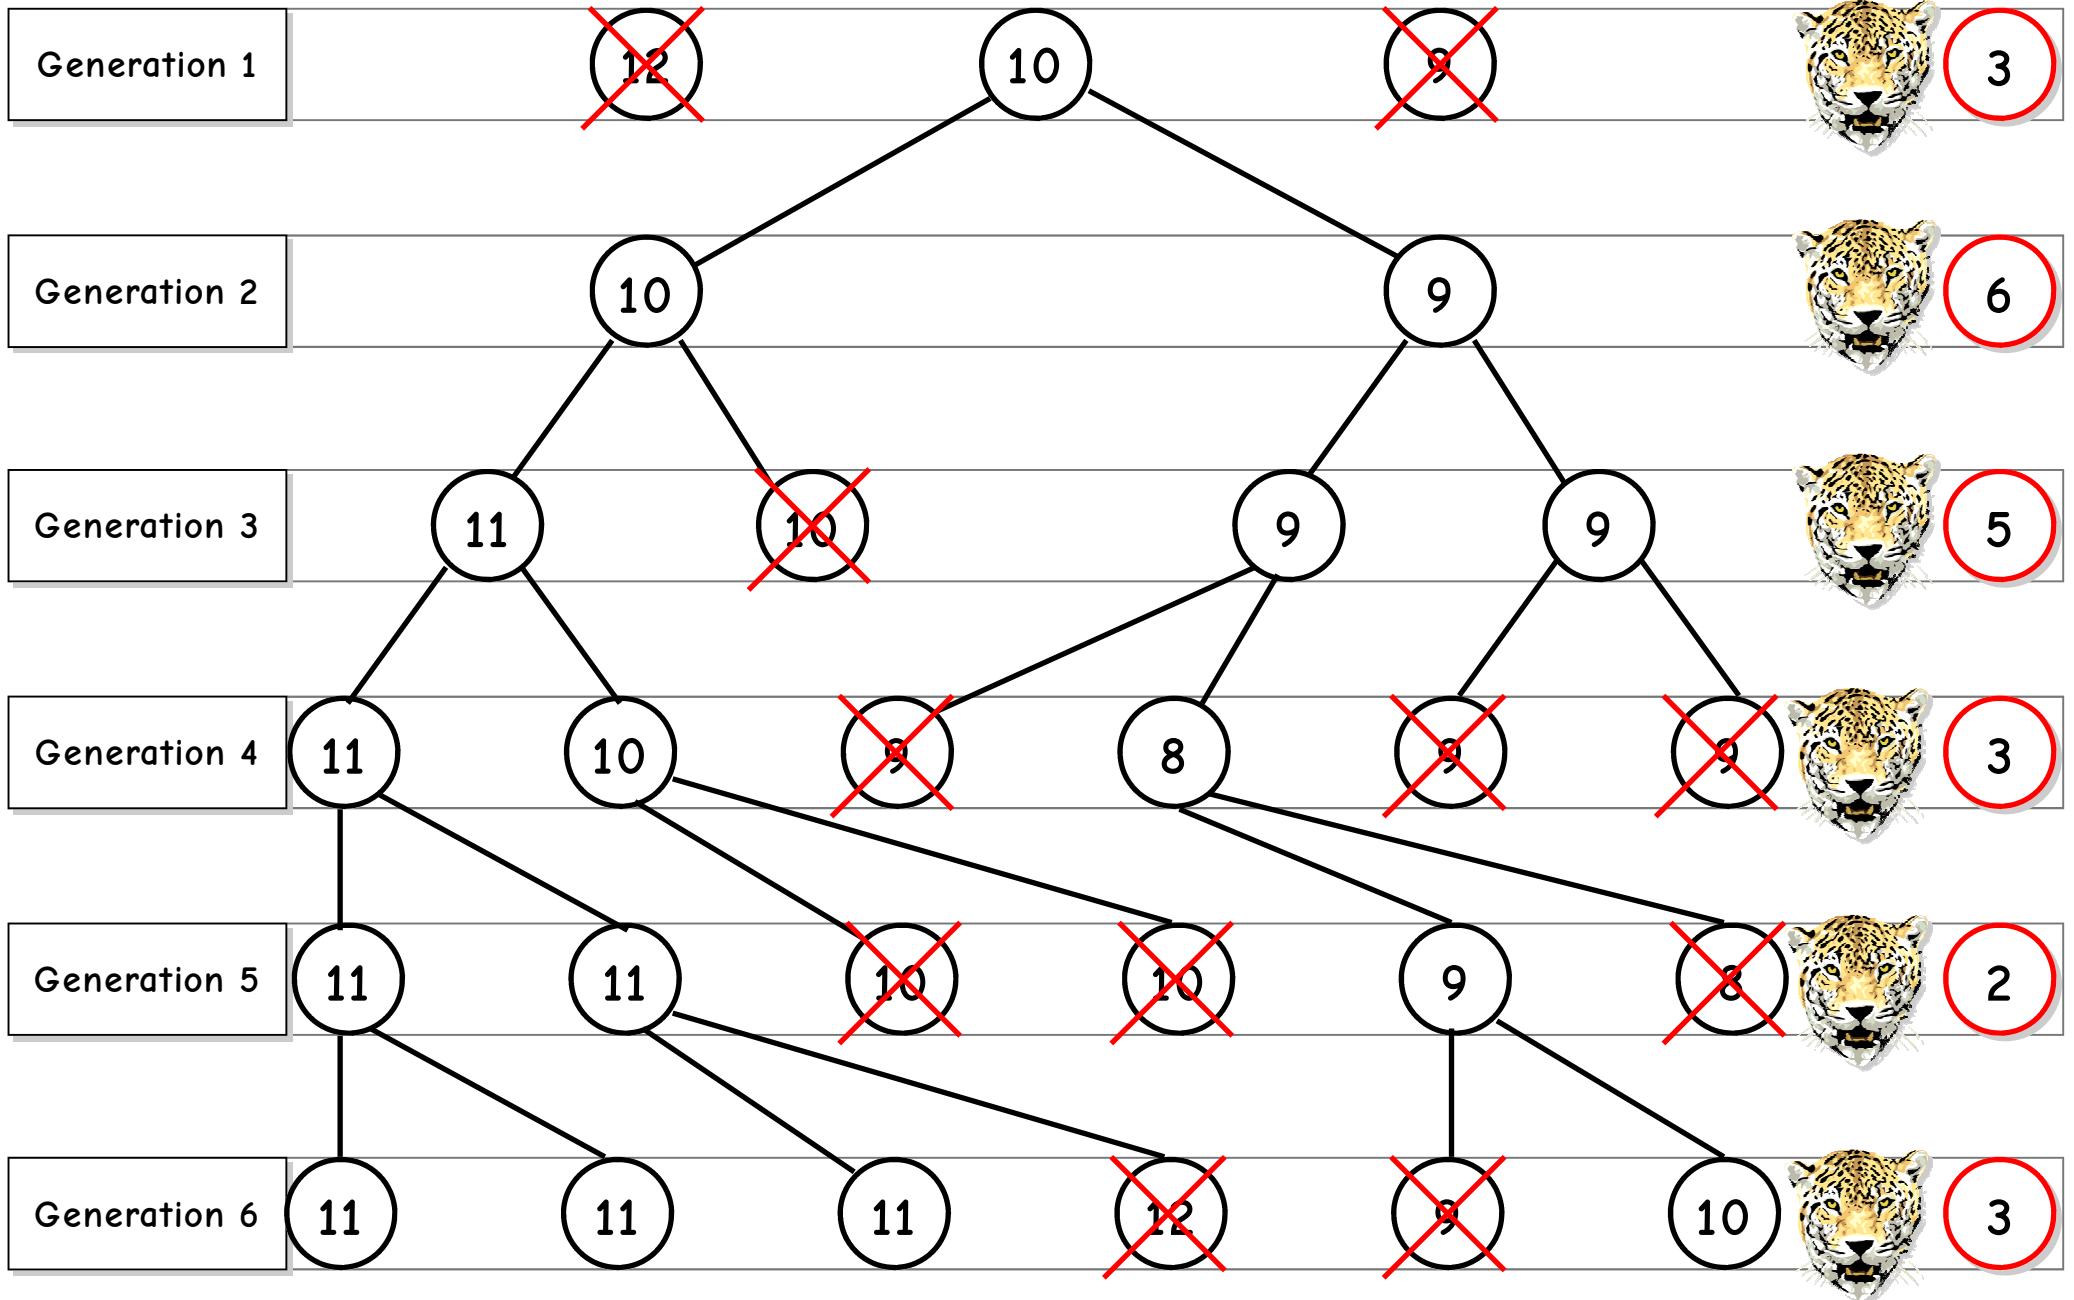 Generation 1 12 10 9 3
Generation 2 10 9 6
Generation 3 11 10 9 9 5
Generation 4 11 10 9 8 9 9 3
Generation 5 11 11 10 10 9 8 2
Generation 6 11 11 11 12 9 10 3